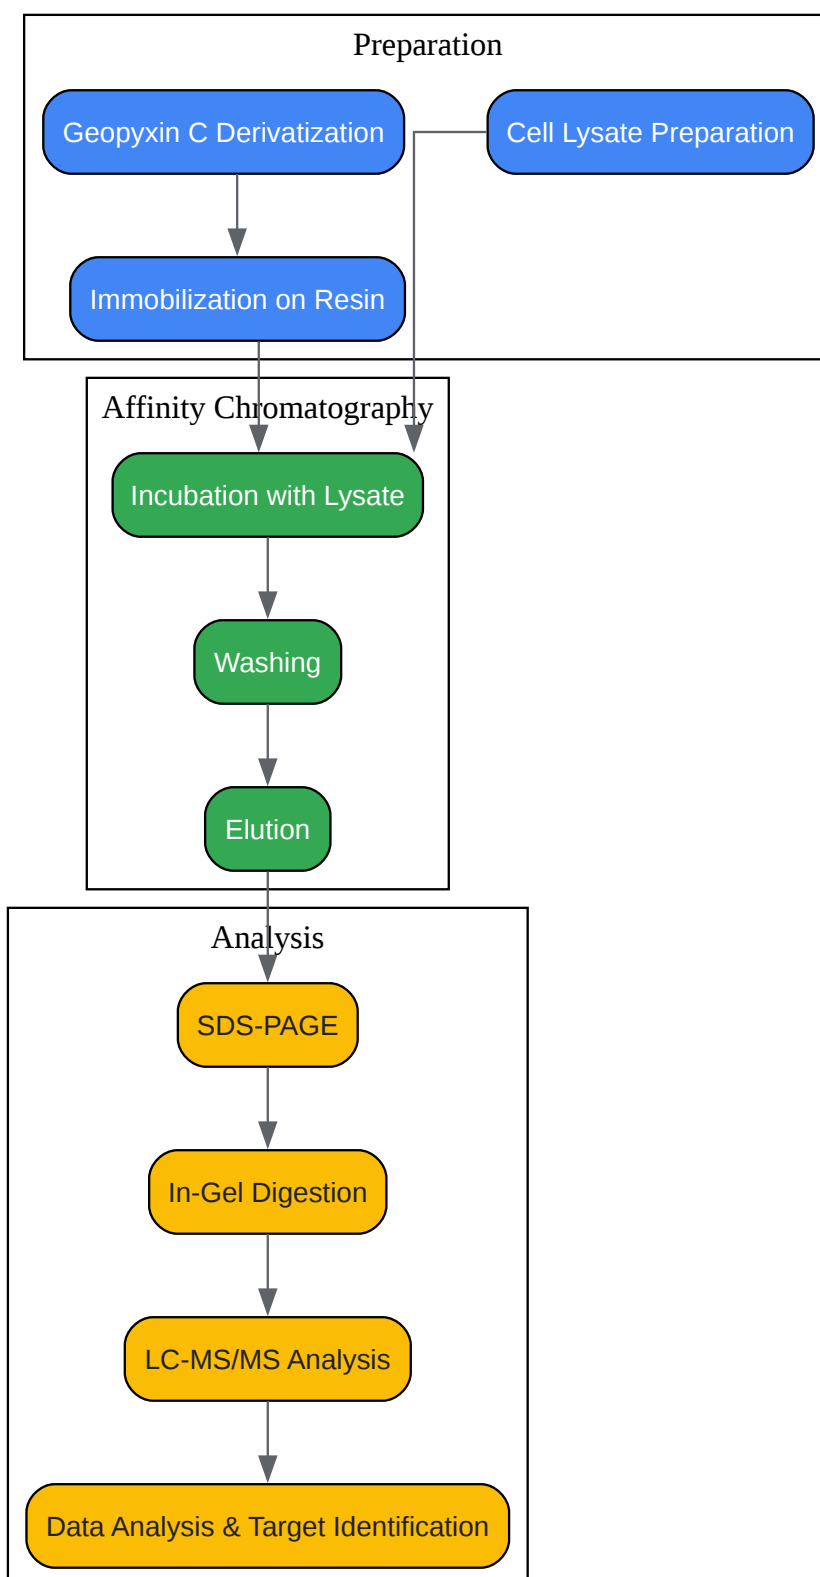 Preparation
Geopyxin C Derivatization
Cell Lysate Preparation
Immobilization on Resin
Affinity Chromatography
Incubation with Lysate
Washing
Elution
Analysis
SDS-PAGE
In-Gel Digestion
LC-MS/MS Analysis
Data Analysis & Target Identification